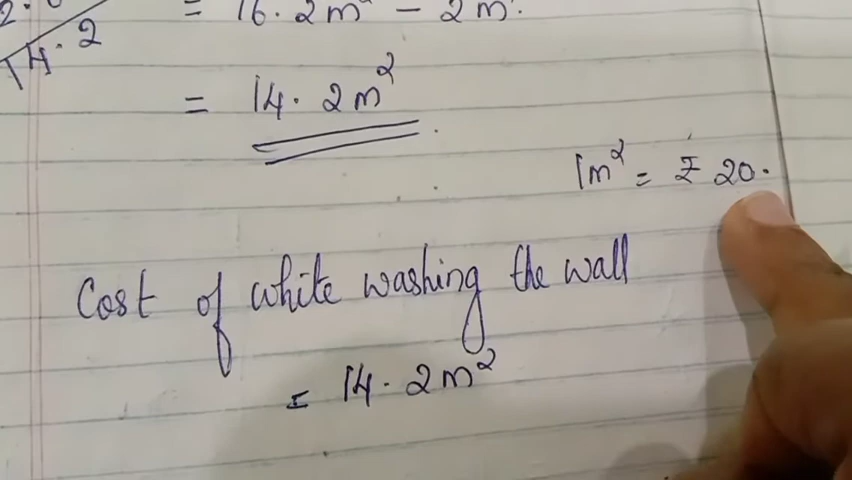 = 16.2m² - 2m².
14.2
= 14.2m²
1m² = ₹ 20.
Cost of white washing the wall
= 14.2m²